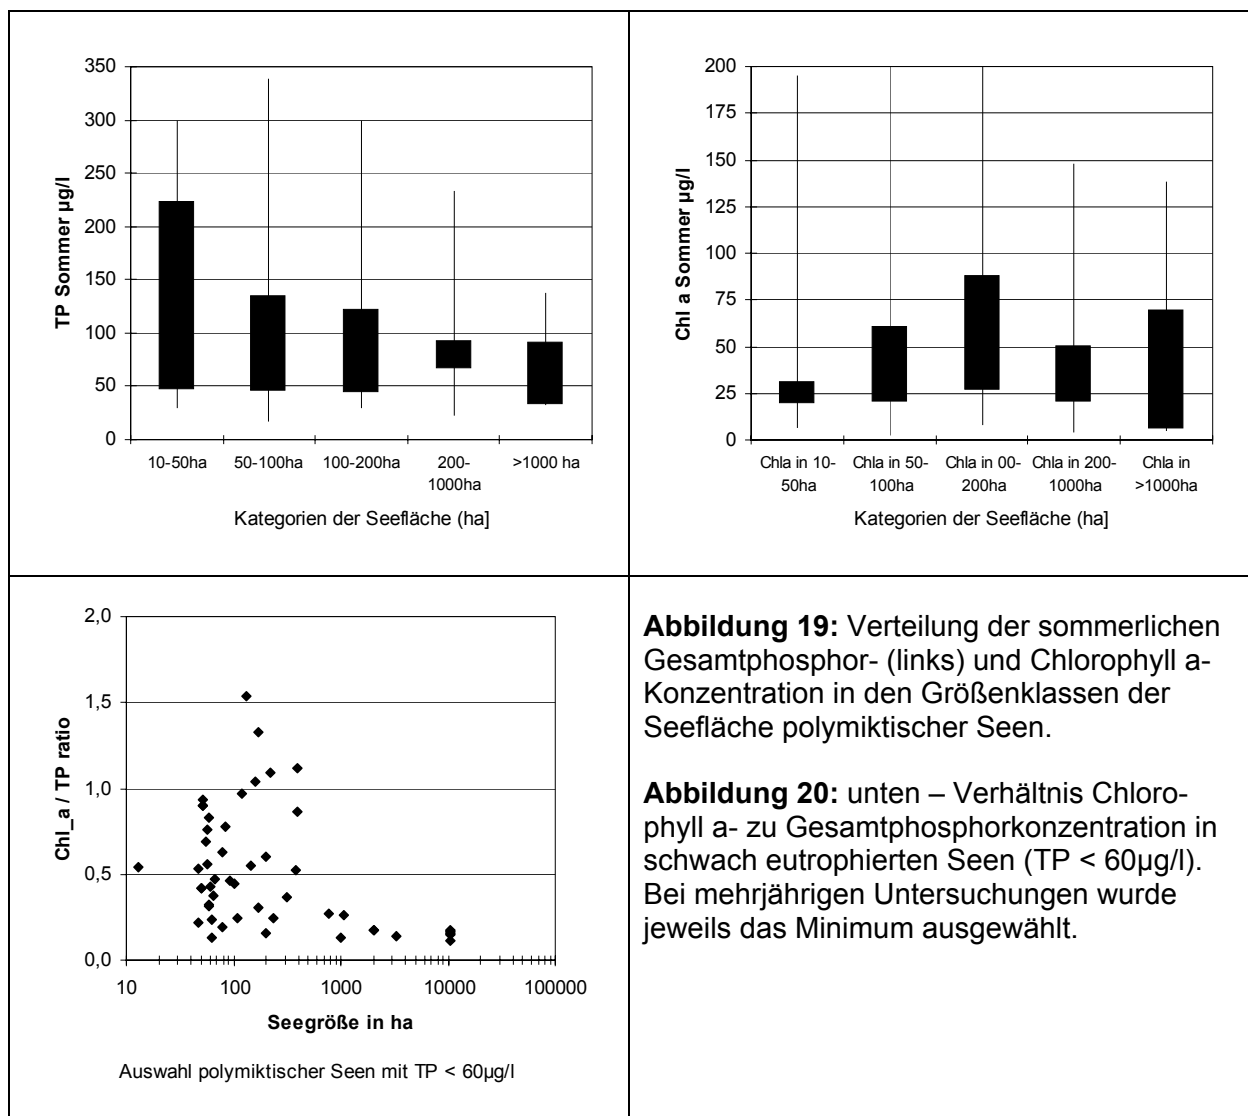 350
300
250
200
150
100
50
0
TP Sommer µg/l
10-50ha
50-100ha
100-200ha
200-
1000ha
>1000 ha
Kategorien der Seefläche (ha]
200
175
150
125
100
75
50
25
0
Chl a Sommer µg/l
Chla in 10-
50ha
Chla in 50-
100ha
Chla in 00-
200ha
Chla in 200-
1000ha
Chla in
>1000ha
Kategorien der Seefläche (ha]
2,0
1,5
1,0
0,5
0,0
Chl_a / TP ratio
10
100
1000
10000
100000
Seegröße in ha
Auswahl polymiktischer Seen mit TP < 60µg/l
Abbildung 19: Verteilung der sommerlichen
Gesamtphosphor- (links) und Chlorophyll a-
Konzentration in den Größenklassen der
Seefläche polymiktischer Seen.
Abbildung 20: unten – Verhältnis Chloro-
phyll a- zu Gesamtphosphorkonzentration in
schwach eutrophierten Seen (TP < 60µg/l).
Bei mehrjährigen Untersuchungen wurde
jeweils das Minimum ausgewählt.